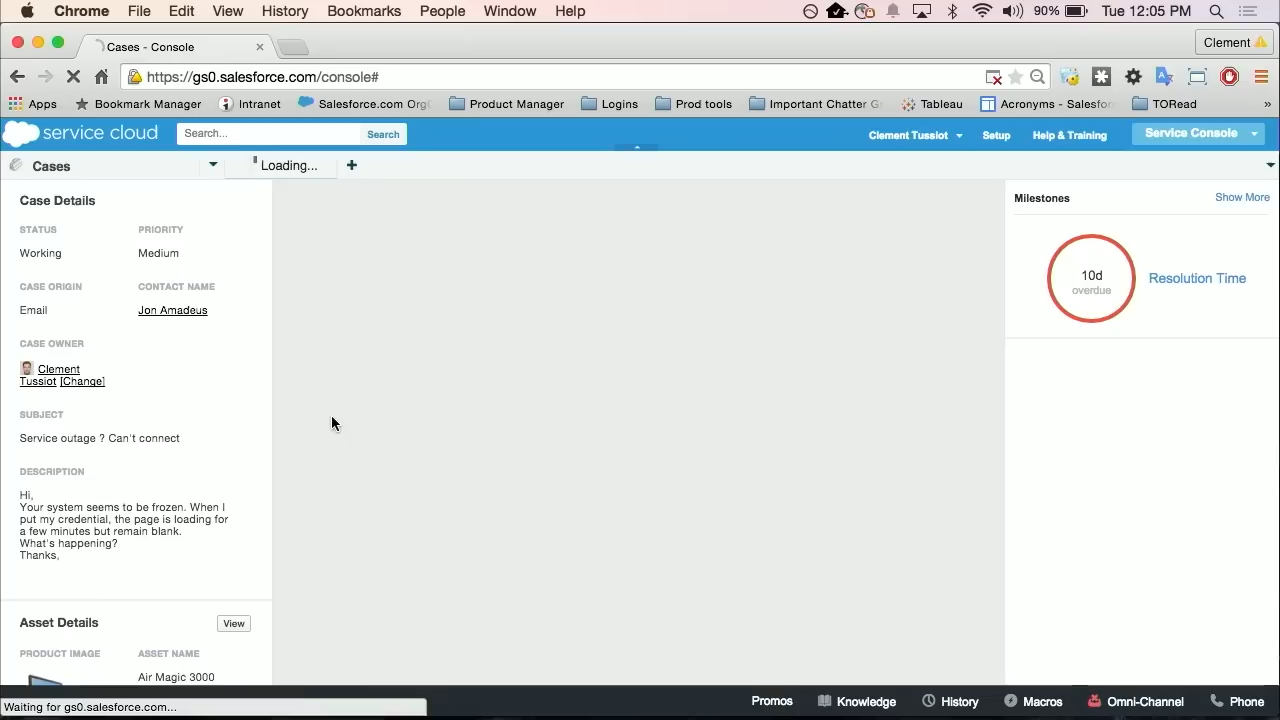 Chrome File Edit View History Bookmarks People Window Help 90% Tue 12:05 PM
Cases - Console Clement
https://gs0.salesforce.com/console#
Apps Bookmark Manager Intranet Salesforce.com Org Product Manager Logins Prod tools Important Chatter G Tableau Acronyms - Salesfor TORead »
service cloud Search... Search Clement Tussiot Setup Help & Training Service Console
Cases Loading...
Case Details
STATUS PRIORITY
Working Medium
CASE ORIGIN CONTACT NAME
Email Jon Amadeus
CASE OWNER
Clement
Tussiot [Change]
SUBJECT
Service outage ? Can't connect
DESCRIPTION
Hi,
Your system seems to be frozen. When I
put my credential, the page is loading for
a few minutes but remain blank.
What's happening?
Thanks,
Asset Details View
PRODUCT IMAGE ASSET NAME
Air Magic 3000
Milestones Show More
10d
overdue
Resolution Time
Waiting for gs0.salesforce.com...
Promos Knowledge History Macros Omni-Channel Phone